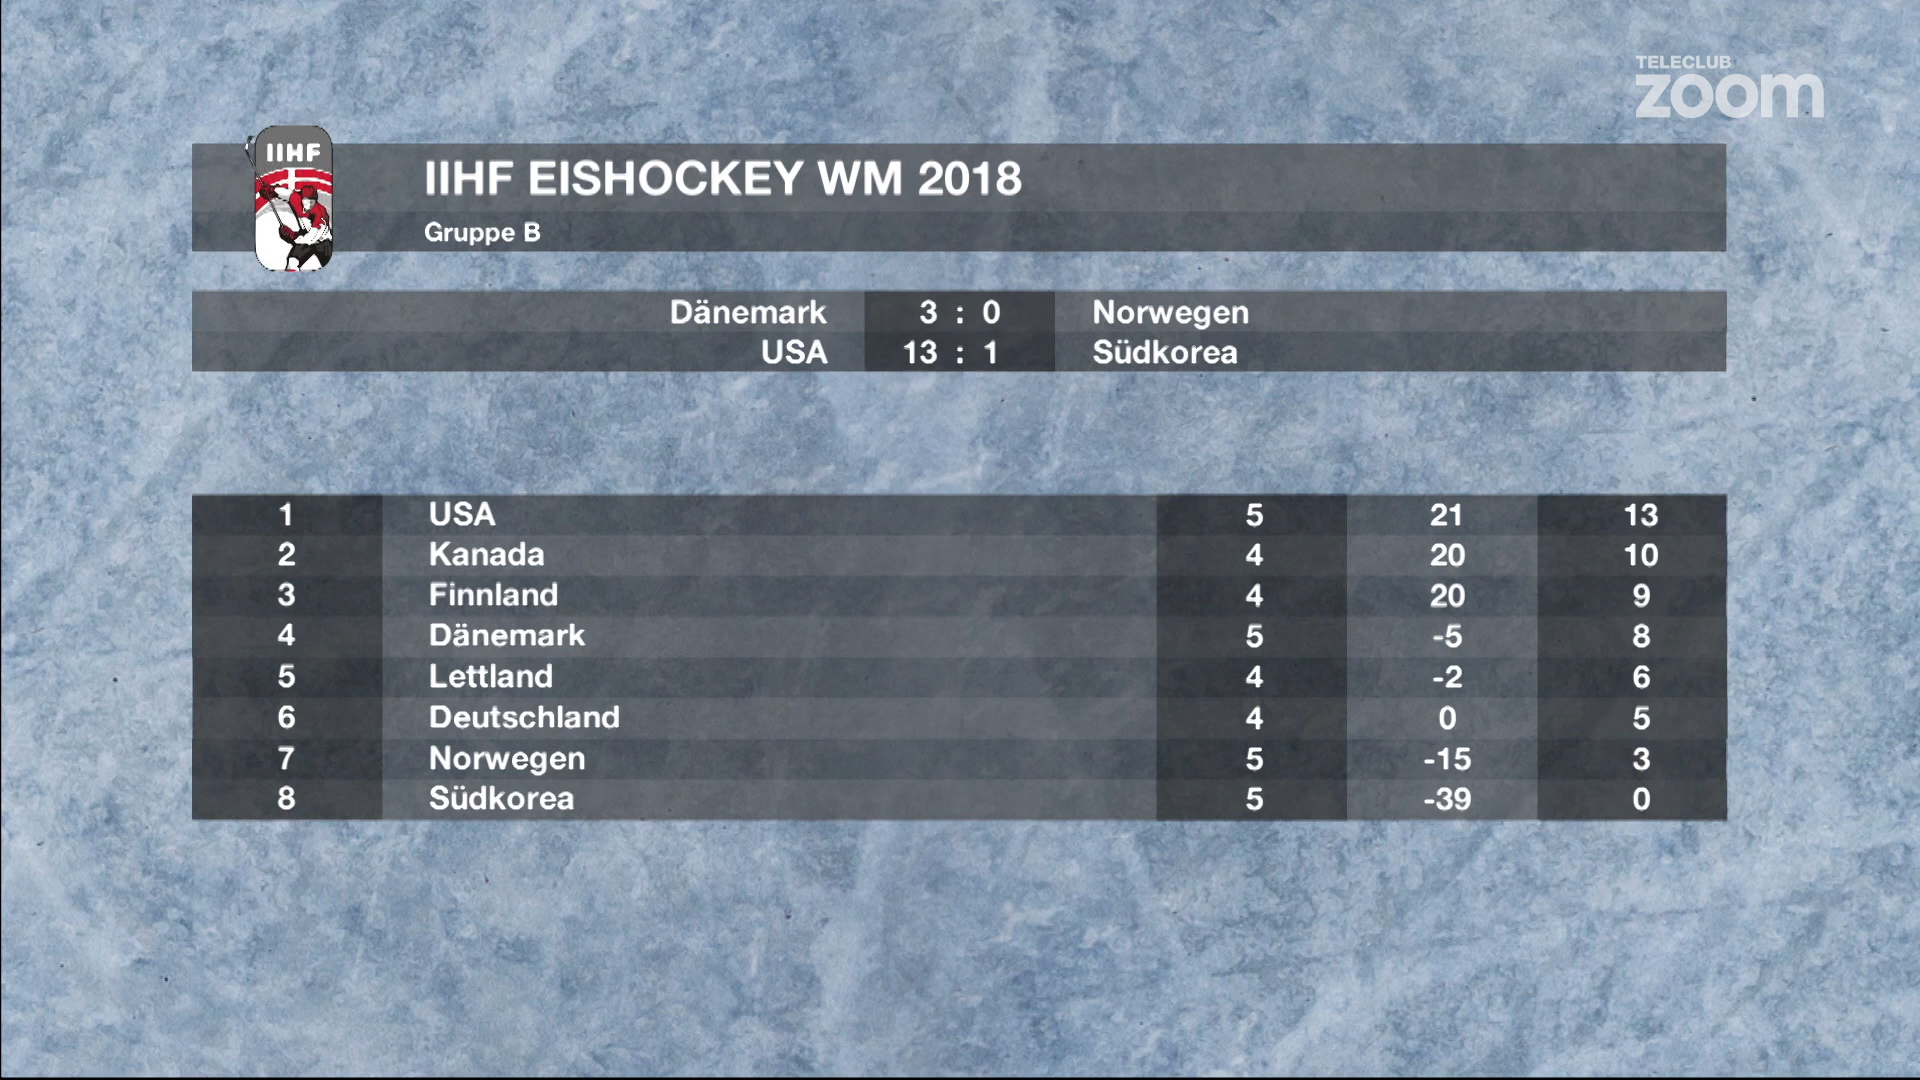 TELECLUB
zoom
IIHF
IIHF EISHOCKEY WM 2018
Gruppe B
Dänemark 3 : 0 Norwegen
USA 13 : 1 Südkorea
1 USA 5 21 13
2 Kanada 4 20 10
3 Finnland 4 20 9
4 Dänemark 5 -5 8
5 Lettland 4 -2 6
6 Deutschland 4 0 5
7 Norwegen 5 -15 3
8 Südkorea 5 -39 0